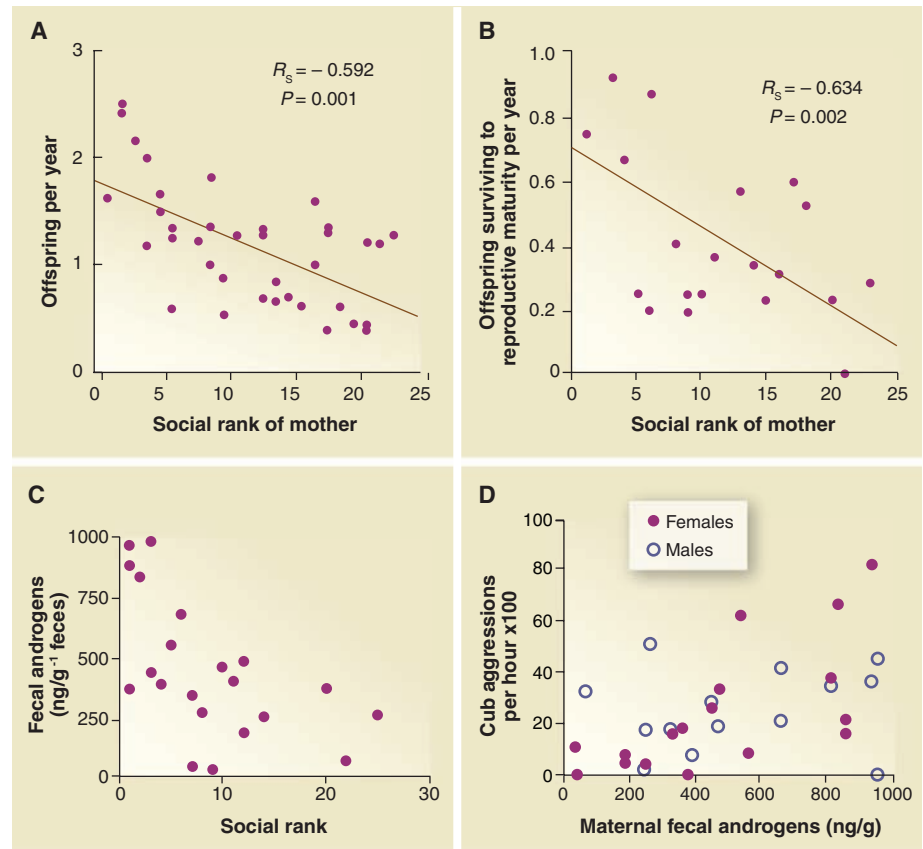 A
3
2
1
0
Offspring per year
R_S = – 0.592
P = 0.001
0 5 10 15 20 25
Social rank of mother
B
1.0
0.8
0.6
0.4
0.2
0
Offspring surviving to
reproductive maturity per year
R_S = – 0.634
P = 0.002
0 5 10 15 20 25
Social rank of mother
C
1000
750
500
250
0
Fecal androgens
(ng/g⁻¹ feces)
0 10 20 30
Social rank
D
100
80
60
40
20
0
Cub aggressions
per hour x100
Females
Males
0 200 400 600 800 1000
Maternal fecal androgens (ng/g)